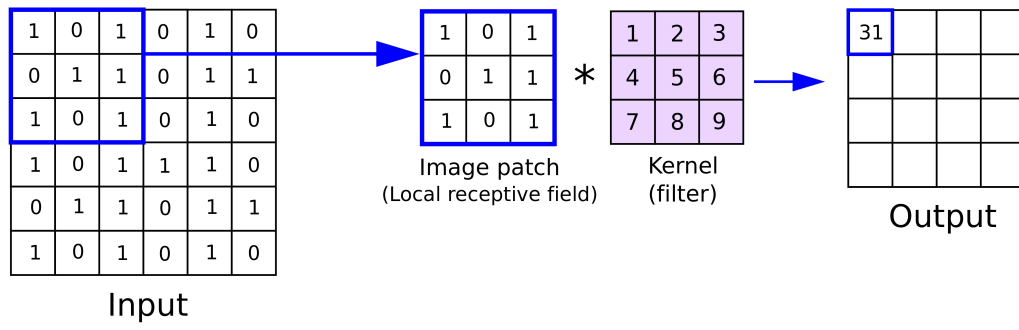 1 0 1 0 1 0
0 1 1 0 1 1
1 0 1 0 1 0
1 0 1 1 1 0
0 1 1 0 1 1
1 0 1 0 1 0
Input
1 0 1
0 1 1
1 0 1
Image patch
(Local receptive field)
*
1 2 3
4 5 6
7 8 9
Kernel
(filter)
31
Output